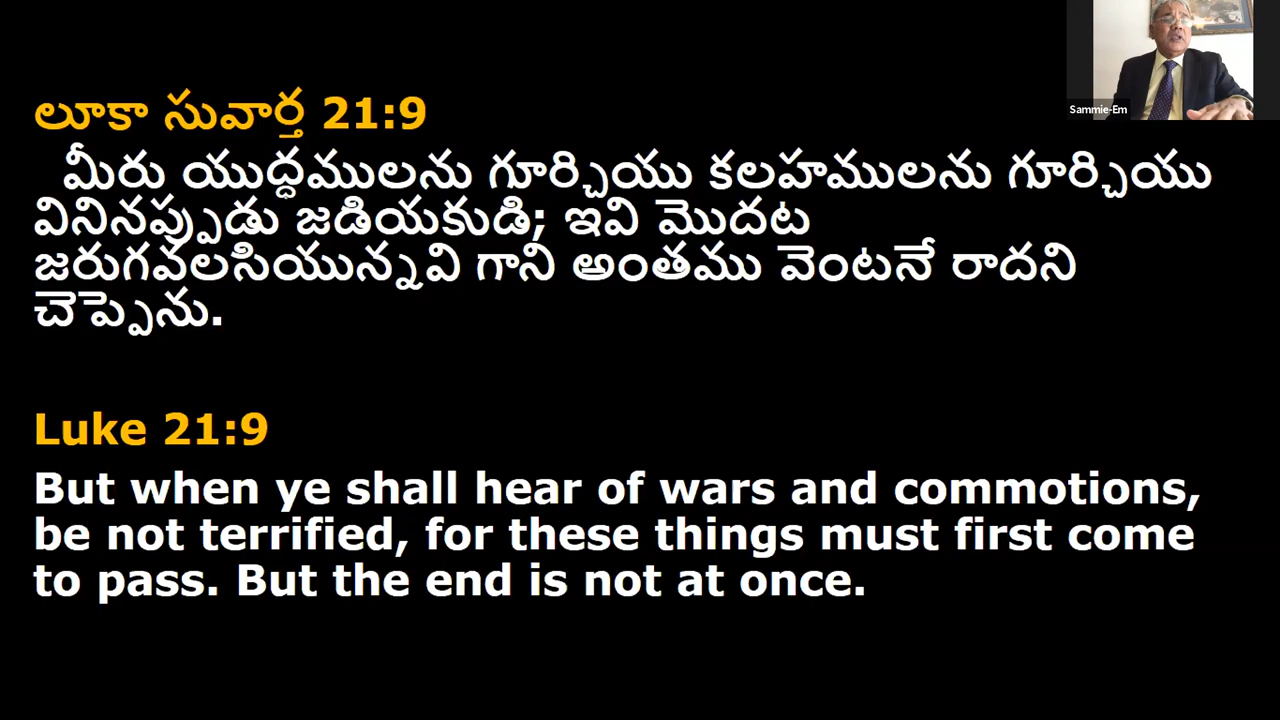 Sammie-Em
లూకా సువార్త 21:9
మీరు యుద్ధములను గూర్చియు కలహములను గూర్చియు
వినినప్పుడు జడియకుడి; ఇవి మొదట
జరుగవలసియున్నవి గాని అంతము వెంటనే రాదని
చెప్పెను.
Luke 21:9
But when ye shall hear of wars and commotions,
be not terrified, for these things must first come
to pass. But the end is not at once.